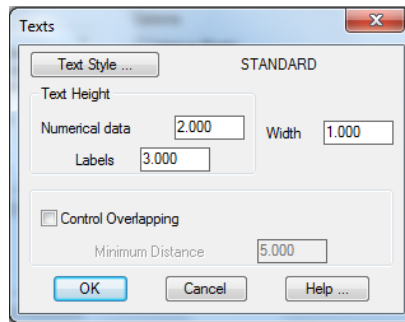 Texts
Text Style ... STANDARD
Text Height
Numerical data 2.000 Width 1.000
Labels 3.000
Control Overlapping
Minimum Distance 5.000
OK Cancel Help ...